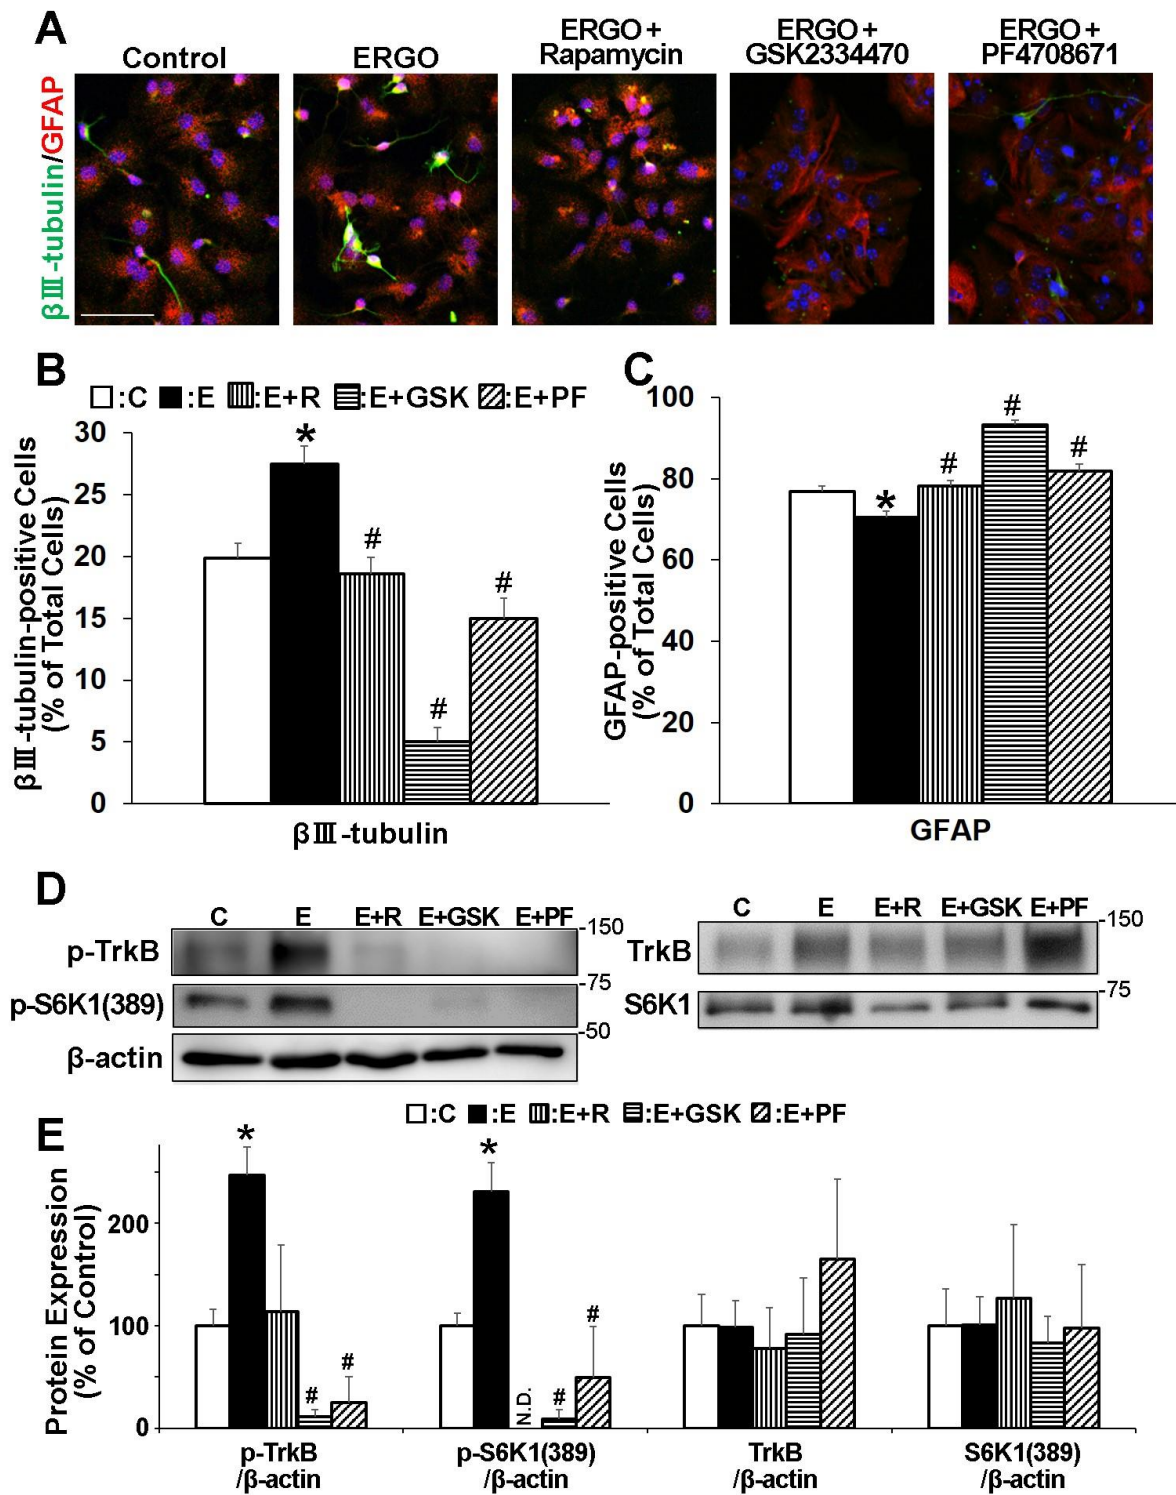 A
Control
ERGO
ERGO +
Rapamycin
ERGO +
GSK2334470
ERGO +
PF4708671
βⅢ-tubulin/GFAP
B
:C :E :E+R :E+GSK :E+PF
βⅢ-tubulin-positive Cells
(% of Total Cells)
30
25
20
15
10
5
0
*
#
#
#
βⅢ-tubulin
C
GFAP-positive Cells
(% of Total Cells)
100
80
60
40
20
0
*
#
#
#
GFAP
D
C E E+R E+GSK E+PF
p-TrkB
-150
p-S6K1(389)
-75
β-actin
-50
C E E+R E+GSK E+PF
TrkB
-150
S6K1
-75
E
:C :E :E+R :E+GSK :E+PF
Protein Expression
(% of Control)
200
100
0
*
#
#
*
N.D.
#
#
p-TrkB
/β-actin
p-S6K1(389)
/β-actin
TrkB
/β-actin
S6K1(389)
/β-actin